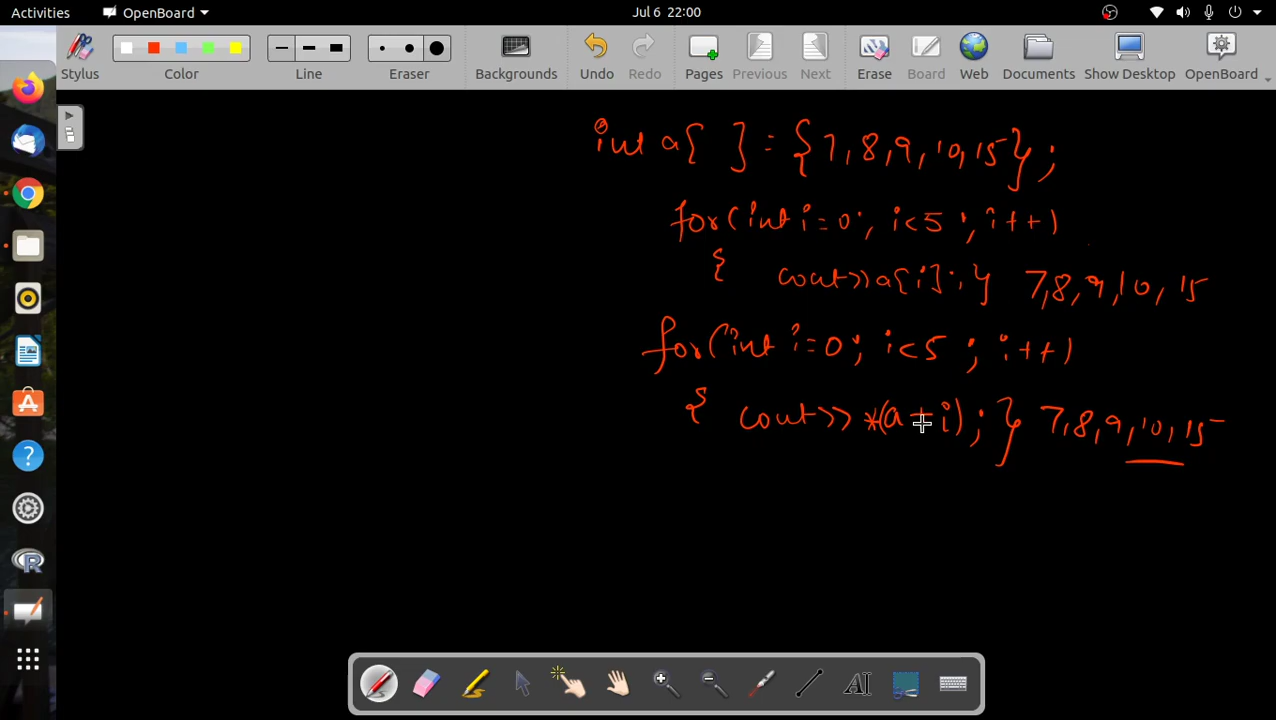 Activities OpenBoard Jul 6 22:00
Stylus Color Line Eraser Backgrounds Undo Redo Pages Previous Next Erase Board Web Documents Show Desktop OpenBoard
int a[ ] = {7,8,9,10,15};
for(int i=0; i<5; i++)
{ cout>>a[i];} 7,8,9,10,15
for(int i=0; i<5; i++)
{ cout>> *(a+i); } 7,8,9,10,15